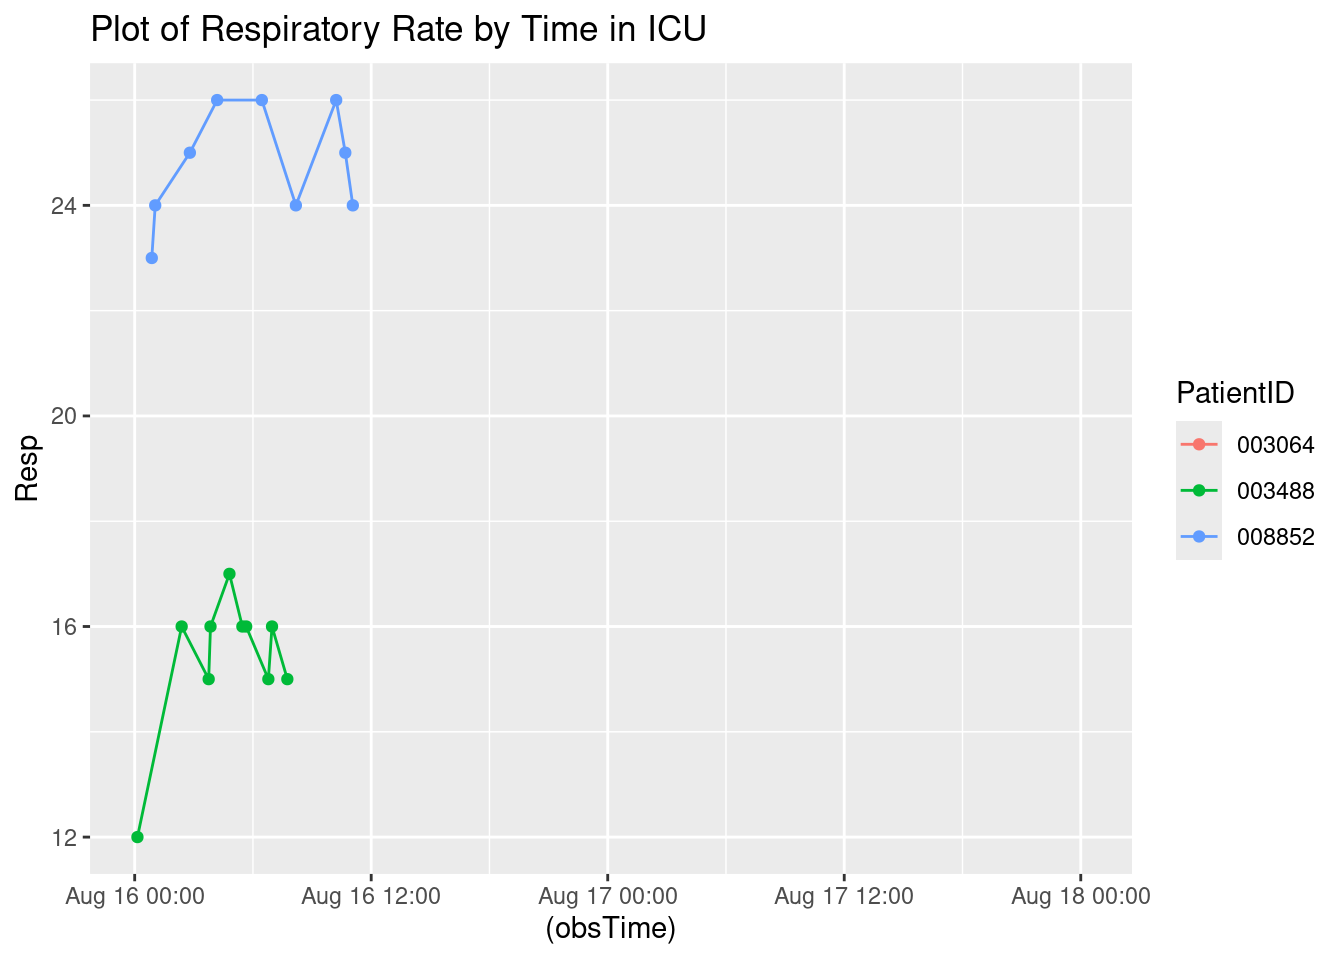 Plot of Respiratory Rate by Time in ICU
Resp
24
20
16
12
Aug 16 00:00
Aug 16 12:00
Aug 17 00:00
Aug 17 12:00
Aug 18 00:00
(obsTime)
PatientID
003064
003488
008852